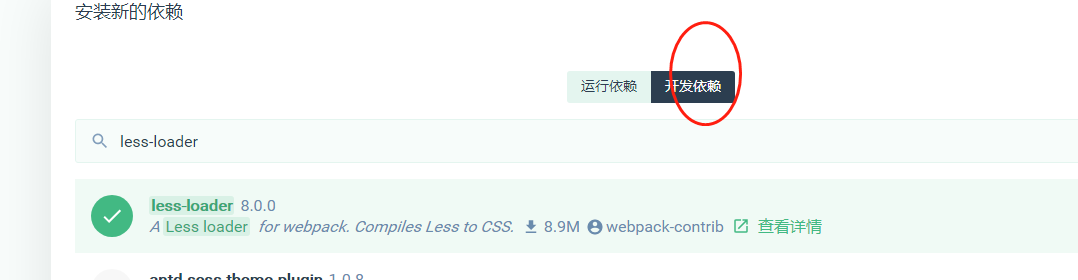 安装新的依赖
运行依赖 开发依赖
less-loader
less-loader 8.0.0
A Less loader for webpack. Compiles Less to CSS. 8.9M webpack-contrib 查看详情
antd-scss-theme-plugin 1.0.8